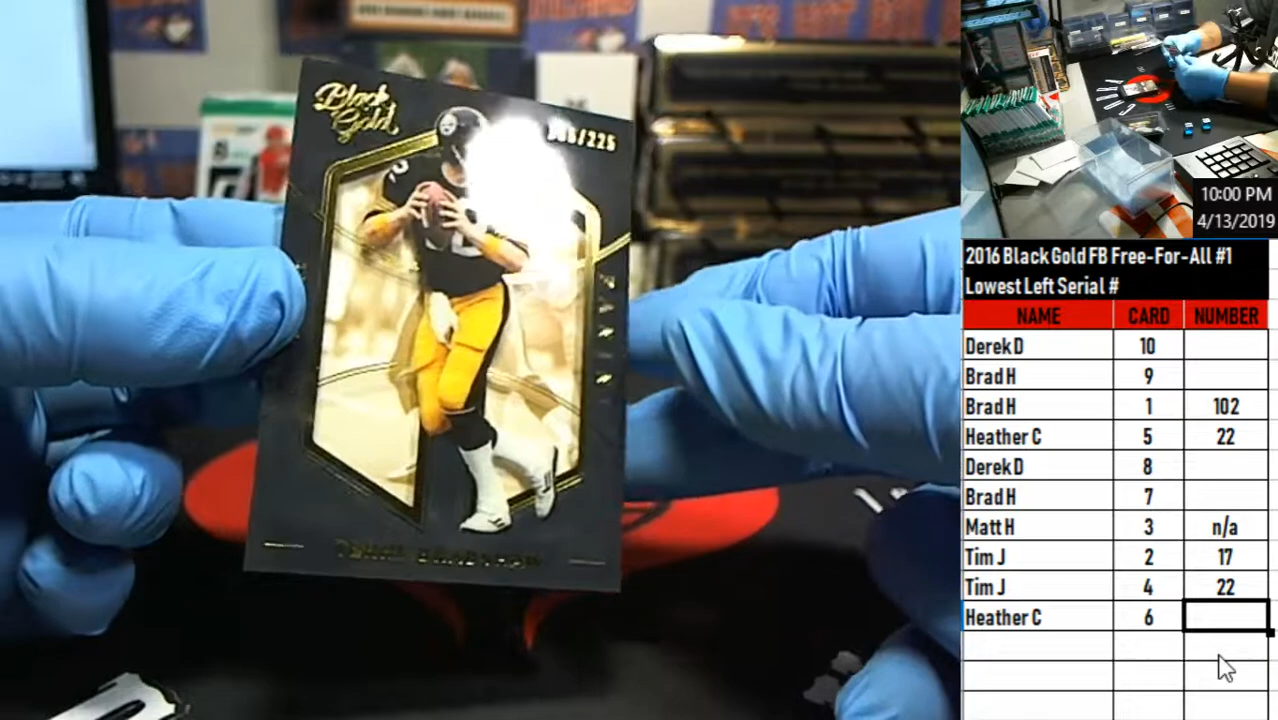 Black
Gold
/225
10:00 PM
4/13/2019
2016 Black Gold FB Free-For-All #1
Lowest Left Serial #
NAME CARD NUMBER
Derek D 10
Brad H 9
Brad H 1 102
Heather C 5 22
Derek D 8
Brad H 7
Matt H 3 n/a
Tim J 2 17
Tim J 4 22
Heather C 6